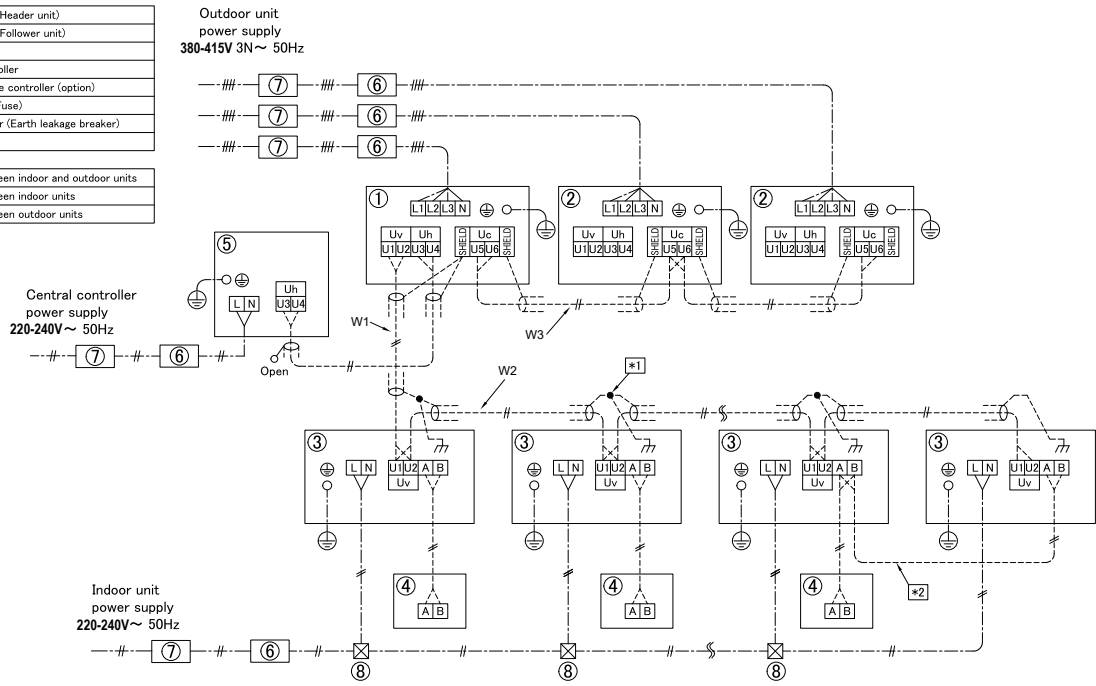 Header unit)
Follower unit)
oller
e controller (option)
Fuse)
r (Earth leakage breaker)
een indoor and outdoor units
een indoor units
een outdoor units
Outdoor unit
power supply
380-415V 3N～ 50Hz
⑦ ⑥
⑦ ⑥
⑦ ⑥
① L1 L2 L3 N
Uv Uh Uc
U1 U2 U3 U4 SHIELD U5 U6 SHIELD
② L1 L2 L3 N
Uv Uh Uc
U1 U2 U3 U4 SHIELD U5 U6 SHIELD
② L1 L2 L3 N
Uv Uh Uc
U1 U2 U3 U4 SHIELD U5 U6 SHIELD
⑤
Uh
L N U3 U4
Open
Central controller
power supply
220-240V～ 50Hz
⑦ ⑥
W1
W3
W2
*1
③ L N U1 U2 A B
Uv
③ L N U1 U2 A B
Uv
③ L N U1 U2 A B
Uv
③ L N U1 U2 A B
Uv
④ A B
④ A B
④ A B
*2
Indoor unit
power supply
220-240V～ 50Hz
⑦ ⑥
⑧ ⑧ ⑧